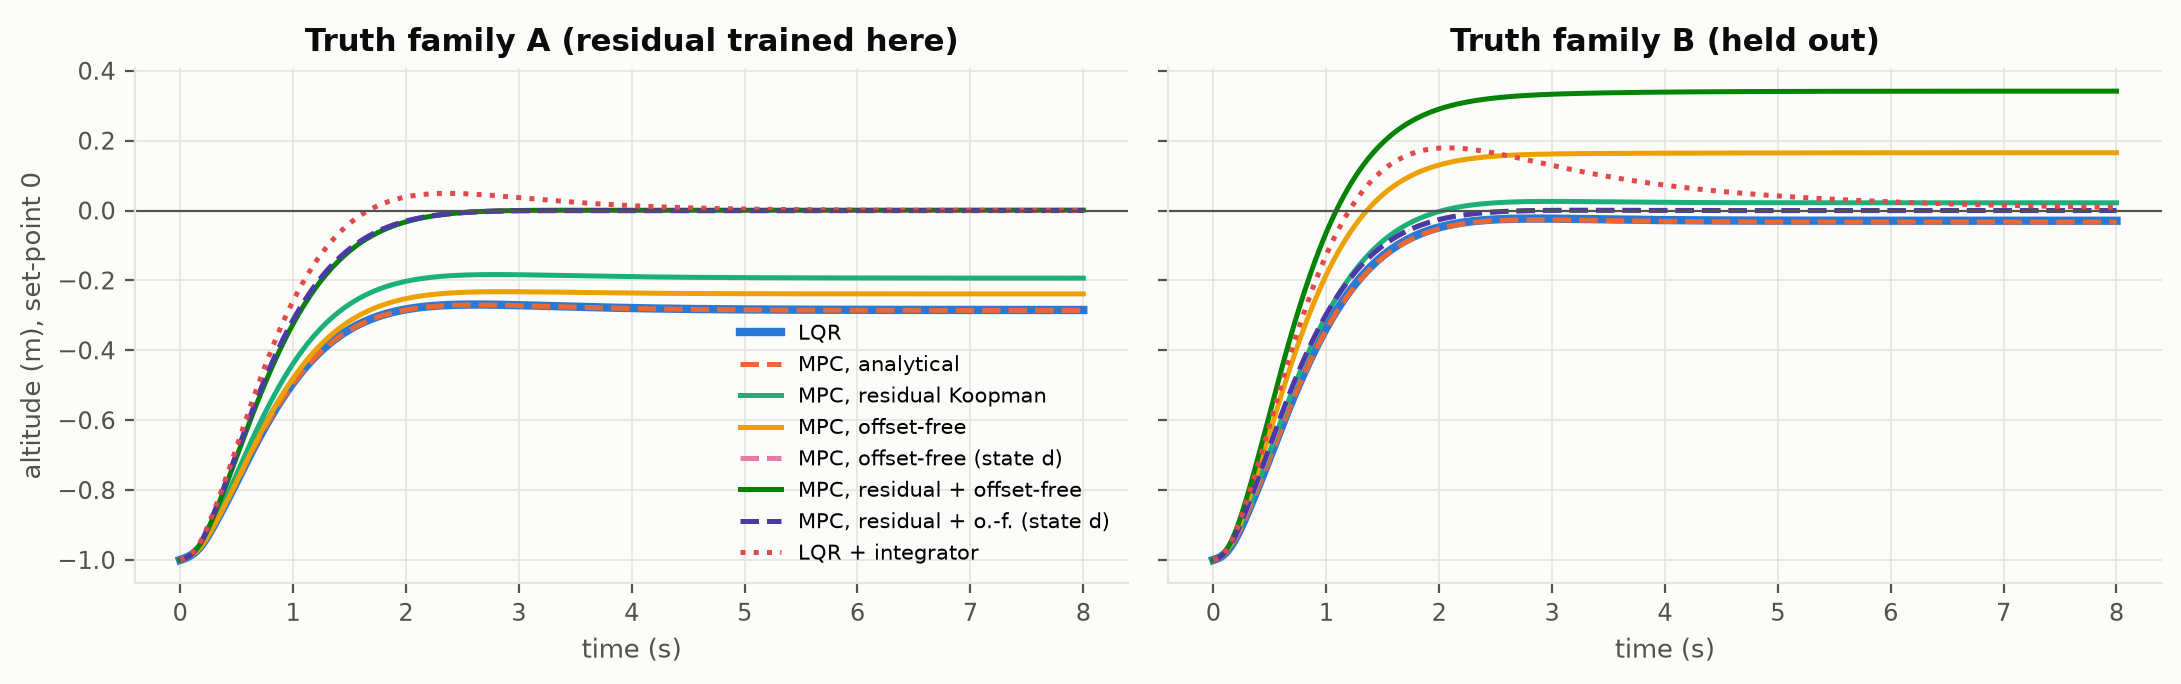 Truth family A (residual trained here)
0.4
0.2
0.0
−0.2
−0.4
−0.6
−0.8
−1.0
altitude (m), set-point 0
LQR
MPC, analytical
MPC, residual Koopman
MPC, offset-free
MPC, offset-free (state d)
MPC, residual + offset-free
MPC, residual + o.-f. (state d)
LQR + integrator
0 1 2 3 4 5 6 7 8
time (s)
Truth family B (held out)
0 1 2 3 4 5 6 7 8
time (s)